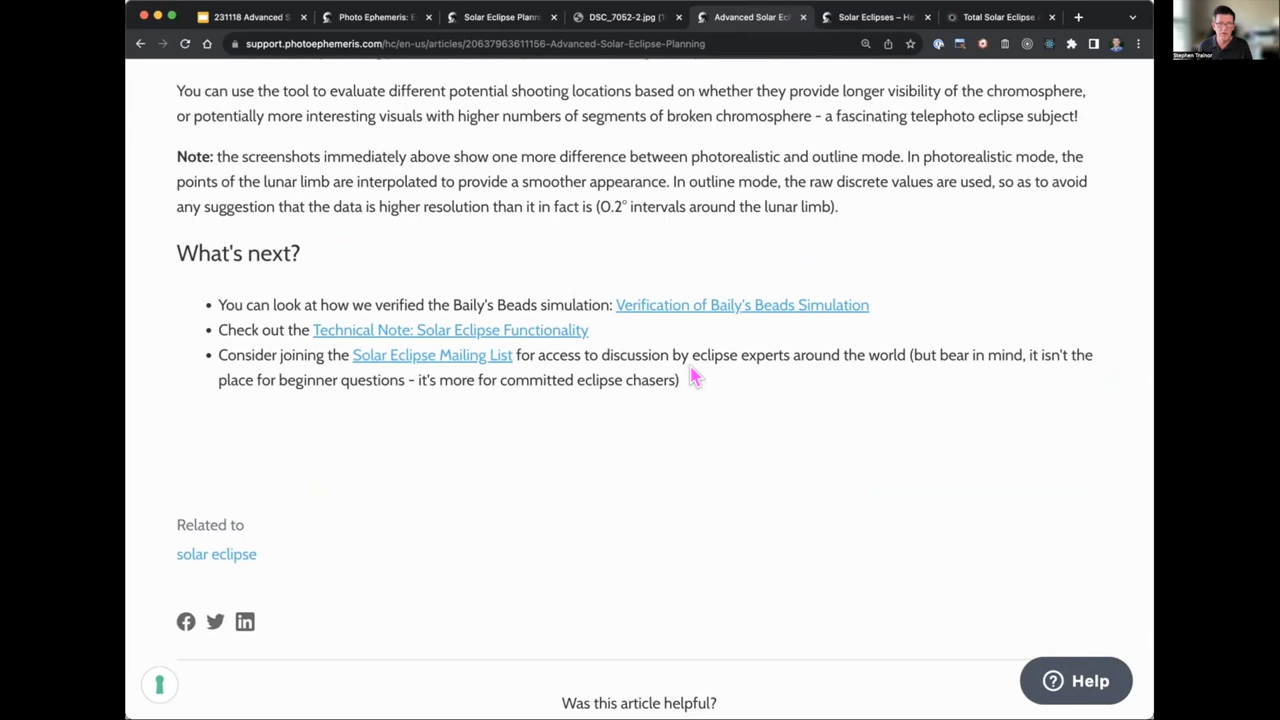 231118 Advanced S
Photo Ephemeris: E
Solar Eclipse Plann
DSC_7052-2.jpg (1
Advanced Solar Ecl
Solar Eclipses – He
Total Solar Eclipse
support.photoephemeris.com/hc/en-us/articles/20637963611156-Advanced-Solar-Eclipse-Planning
Stephen Trainor
You can use the tool to evaluate different potential shooting locations based on whether they provide longer visibility of the chromosphere,
or potentially more interesting visuals with higher numbers of segments of broken chromosphere - a fascinating telephoto eclipse subject!
Note: the screenshots immediately above show one more difference between photorealistic and outline mode. In photorealistic mode, the
points of the lunar limb are interpolated to provide a smoother appearance. In outline mode, the raw discrete values are used, so as to avoid
any suggestion that the data is higher resolution than it in fact is (0.2° intervals around the lunar limb).
What's next?
• You can look at how we verified the Baily's Beads simulation: Verification of Baily's Beads Simulation
• Check out the Technical Note: Solar Eclipse Functionality
• Consider joining the Solar Eclipse Mailing List for access to discussion by eclipse experts around the world (but bear in mind, it isn't the
place for beginner questions - it's more for committed eclipse chasers)
Related to
solar eclipse
Help
Was this article helpful?